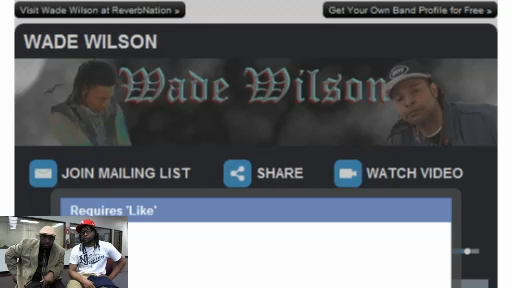 Visit Wade Wilson at ReverbNation »
Get Your Own Band Profile for Free »
WADE WILSON
Wade Wilson
JOIN MAILING LIST
SHARE
WATCH VIDEO
Requires 'Like'